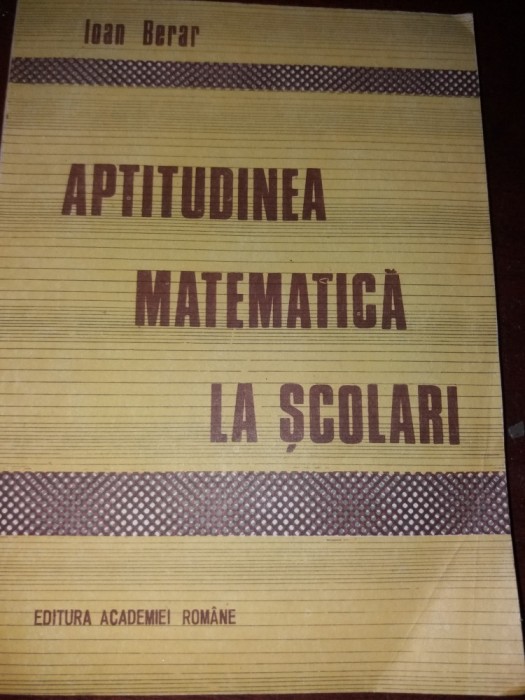 Ioan Berar
APTITUDINEA
MATEMATICĂ
LA ȘCOLARI
EDITURA ACADEMIEI ROMÂNE